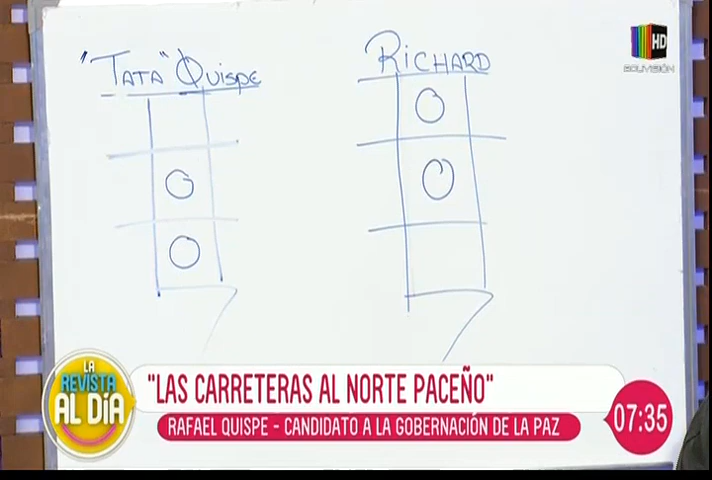 "TATA" QUISPE
RICHARD
HD
BOLIVISIÓN
LA
REVISTA
AL DÍA
"LAS CARRETERAS AL NORTE PACEÑO"
RAFAEL QUISPE - CANDIDATO A LA GOBERNACIÓN DE LA PAZ
07:35